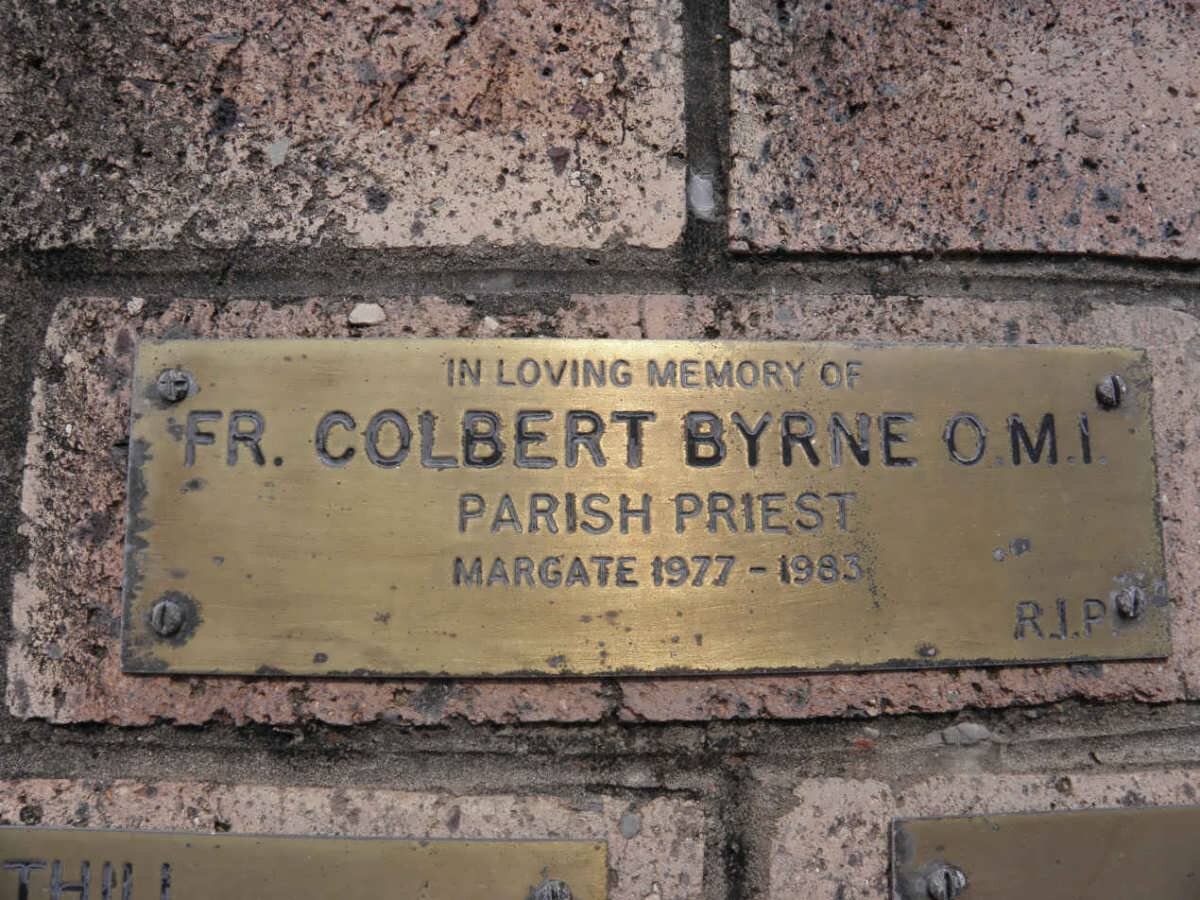 IN LOVING MEMORY OF
FR. COLBERT BYRNE O.M.I.
PARISH PRIEST
MARGATE 1977 - 1983
R.I.P.